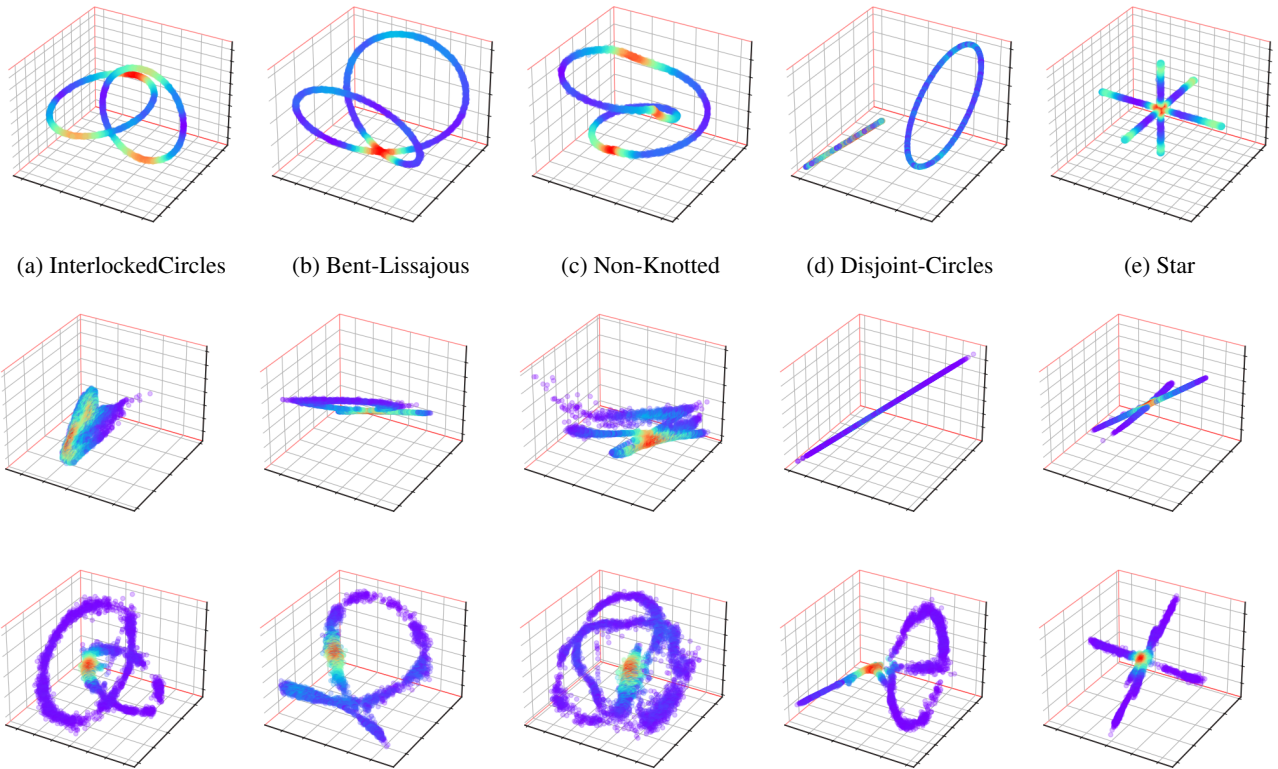 (a) InterlockedCircles
(b) Bent-Lissajous
(c) Non-Knotted
(d) Disjoint-Circles
(e) Star